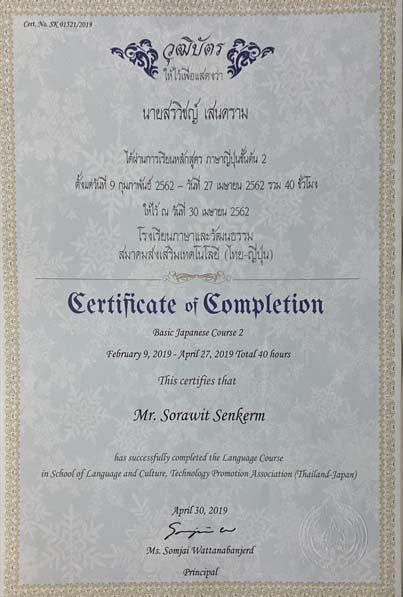 Cert. No. SK 01521/2019
วุฒิบัตร
ให้ไว้เพื่อแสดงว่า
นายสรวิชญ์ เสนคราม
ได้ผ่านการเรียนหลักสูตร ภาษาญี่ปุ่นชั้นต้น 2
ตั้งแต่วันที่ 9 กุมภาพันธ์ 2562 – วันที่ 27 เมษายน 2562 รวม 40 ชั่วโมง
ให้ไว้ ณ วันที่ 30 เมษายน 2562
โรงเรียนภาษาและวัฒนธรรม
สมาคมส่งเสริมเทคโนโลยี (ไทย-ญี่ปุ่น)
Certificate of Completion
Basic Japanese Course 2
February 9, 2019 - April 27, 2019 Total 40 hours
This certifies that
Mr. Sorawit Senkerm
has successfully completed the Language Course
in School of Language and Culture, Technology Promotion Association (Thailand-Japan)
April 30, 2019
Ms. Somjai Wattanabanjerd
Principal